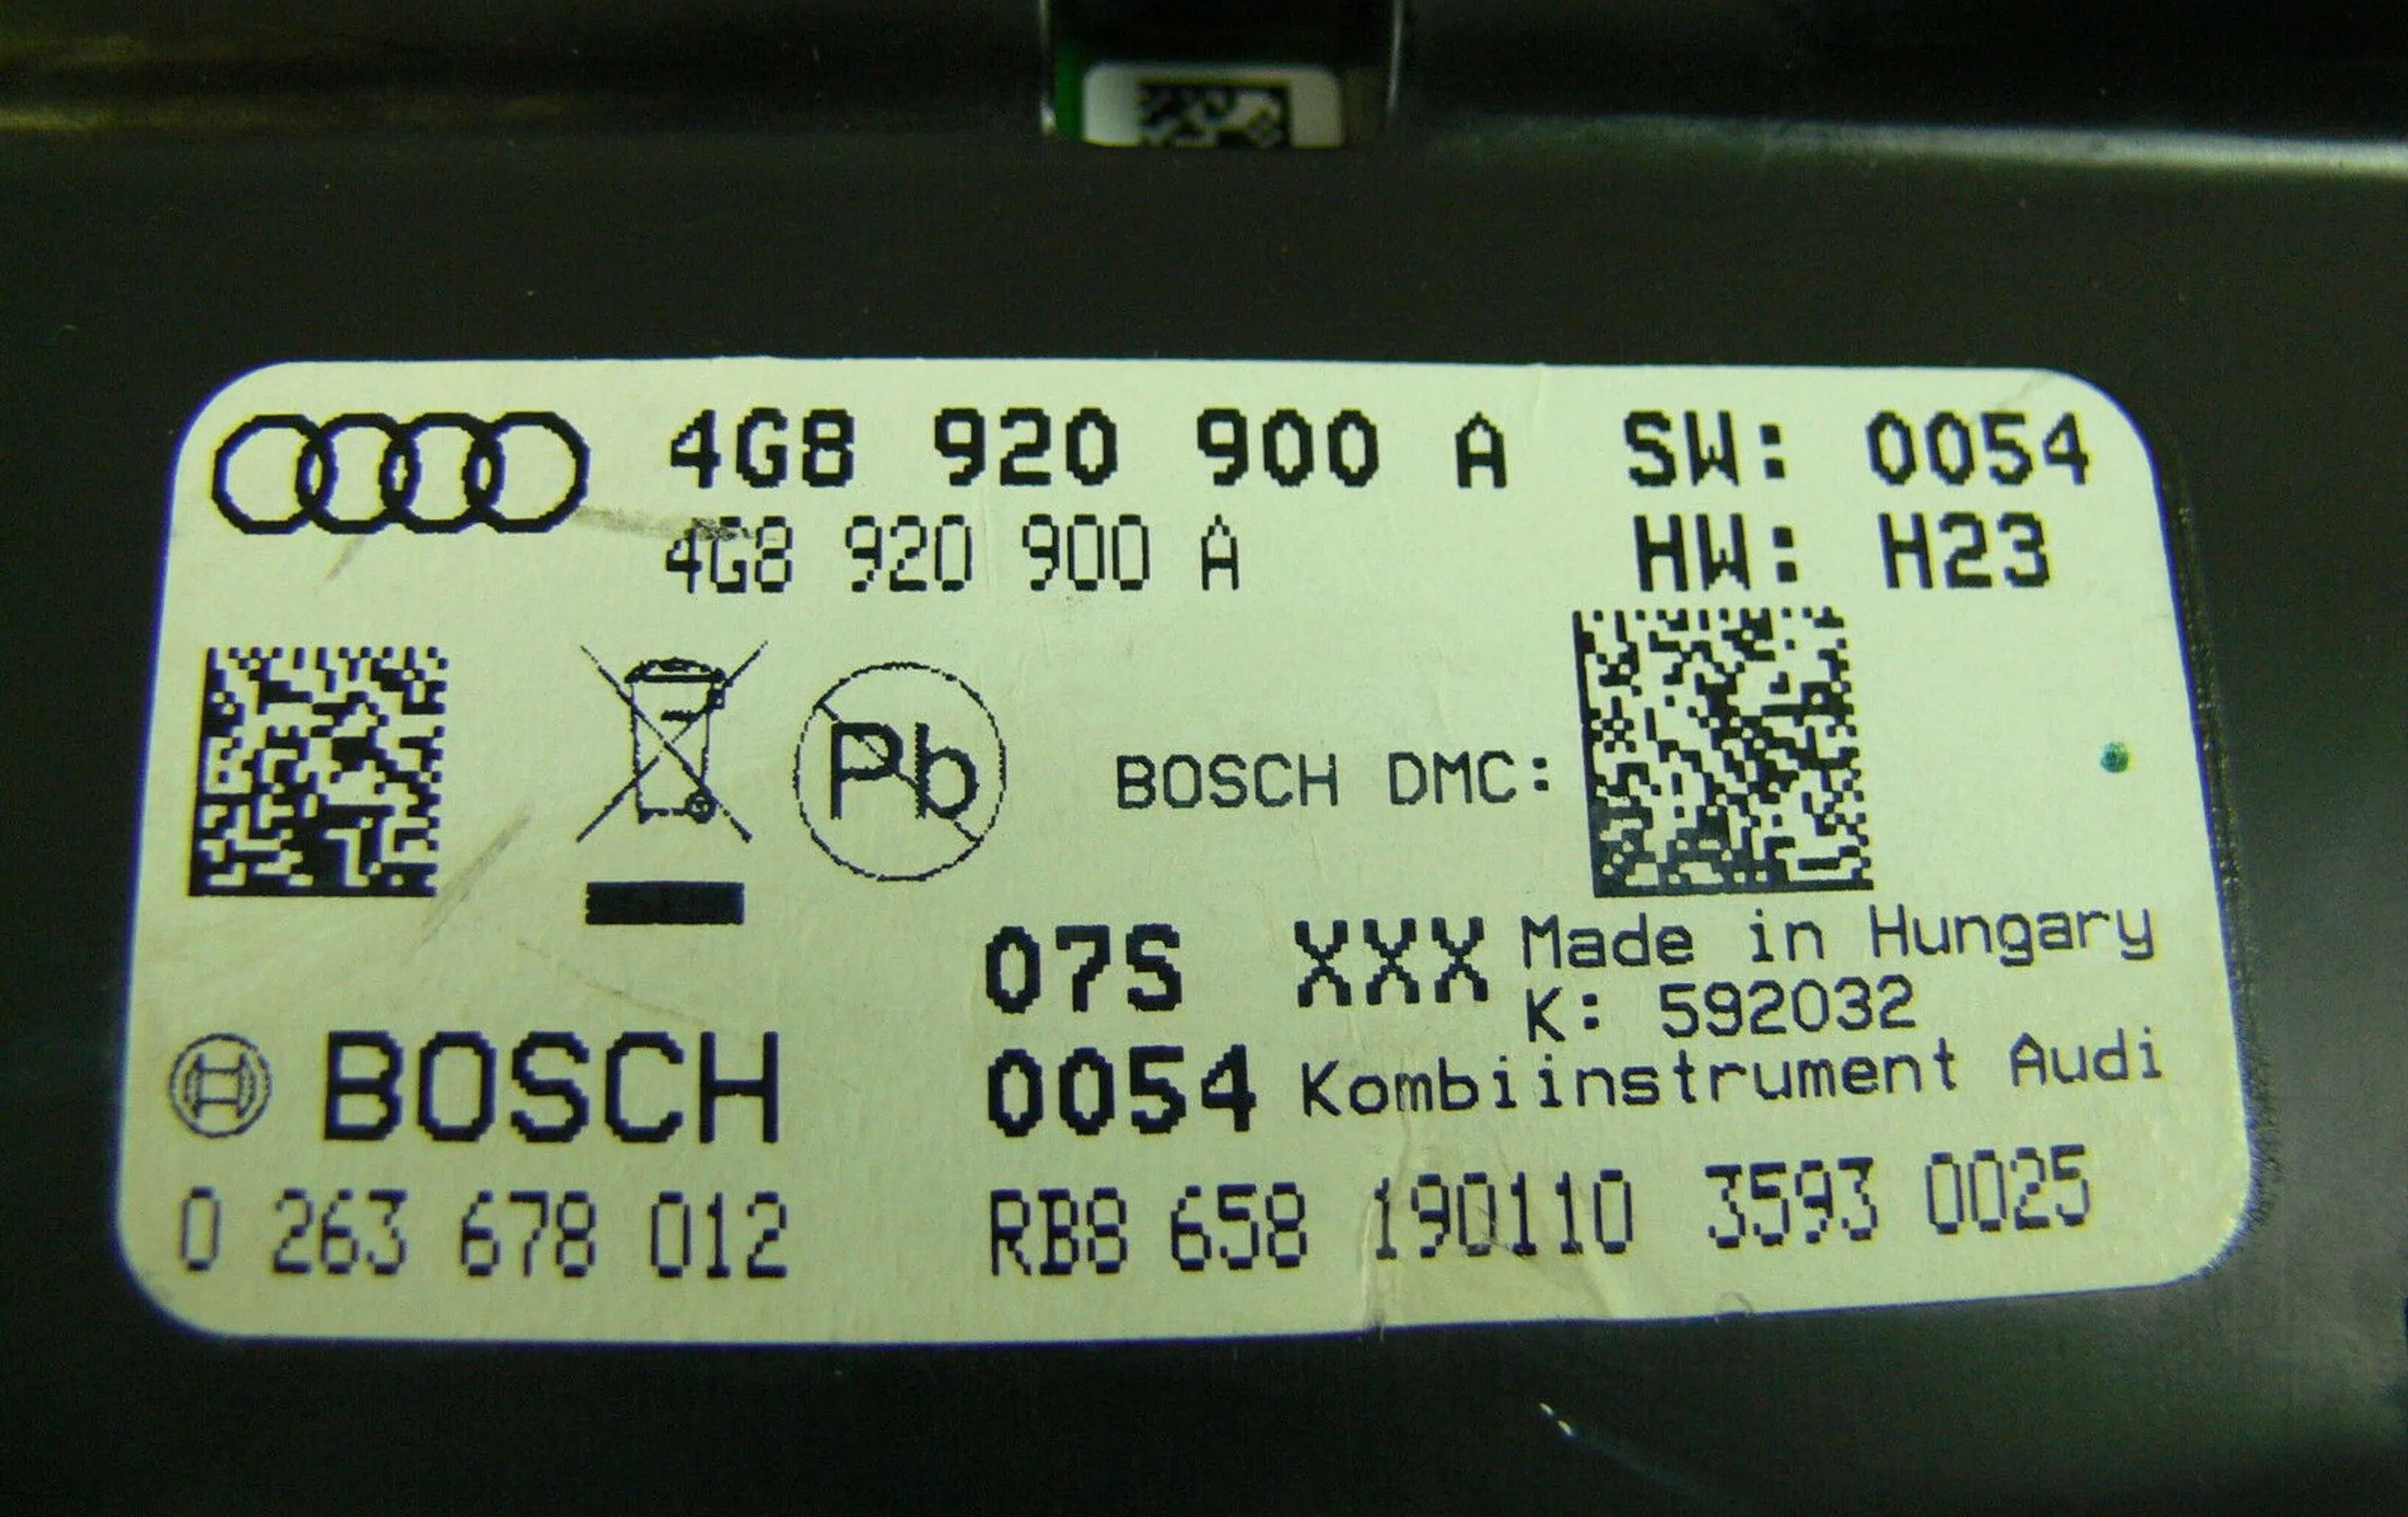 4G8 920 900 A SW: 0054
4G8 920 900 A HW: H23
Pb
BOSCH DMC:
07S XXX Made in Hungary
K: 592032
BOSCH 0054 Kombiinstrument Audi
0 263 678 012 RB8 658 190110 3593 0025